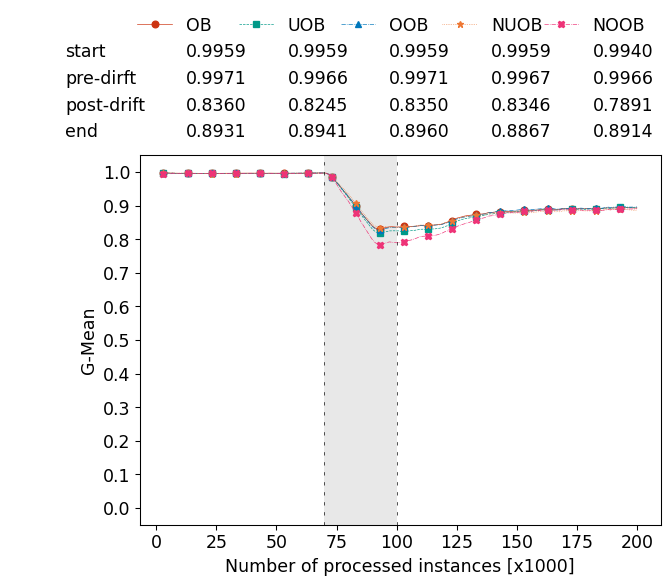 OB UOB OOB NUOB NOOB
start 0.9959 0.9959 0.9959 0.9959 0.9940
pre-dirft 0.9971 0.9966 0.9971 0.9967 0.9966
post-drift 0.8360 0.8245 0.8350 0.8346 0.7891
end 0.8931 0.8941 0.8960 0.8867 0.8914
1.0
0.9
0.8
0.7
0.6
0.5
0.4
0.3
0.2
0.1
0.0
G-Mean
0 25 50 75 100 125 150 175 200
Number of processed instances [x1000]